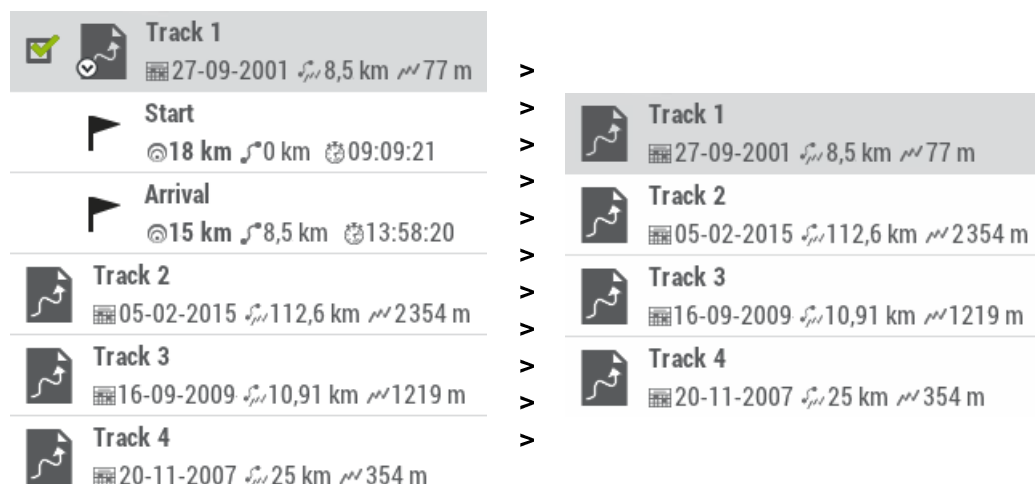 Track 1
27-09-2001 8,5 km 77 m
Start
18 km 0 km 09:09:21
Arrival
15 km 8,5 km 13:58:20
Track 2
05-02-2015 112,6 km 2354 m
Track 3
16-09-2009 10,91 km 1219 m
Track 4
20-11-2007 25 km 354 m
>
>
>
>
>
>
>
>
>
>
>
Track 1
27-09-2001 8,5 km 77 m
Track 2
05-02-2015 112,6 km 2354 m
Track 3
16-09-2009 10,91 km 1219 m
Track 4
20-11-2007 25 km 354 m